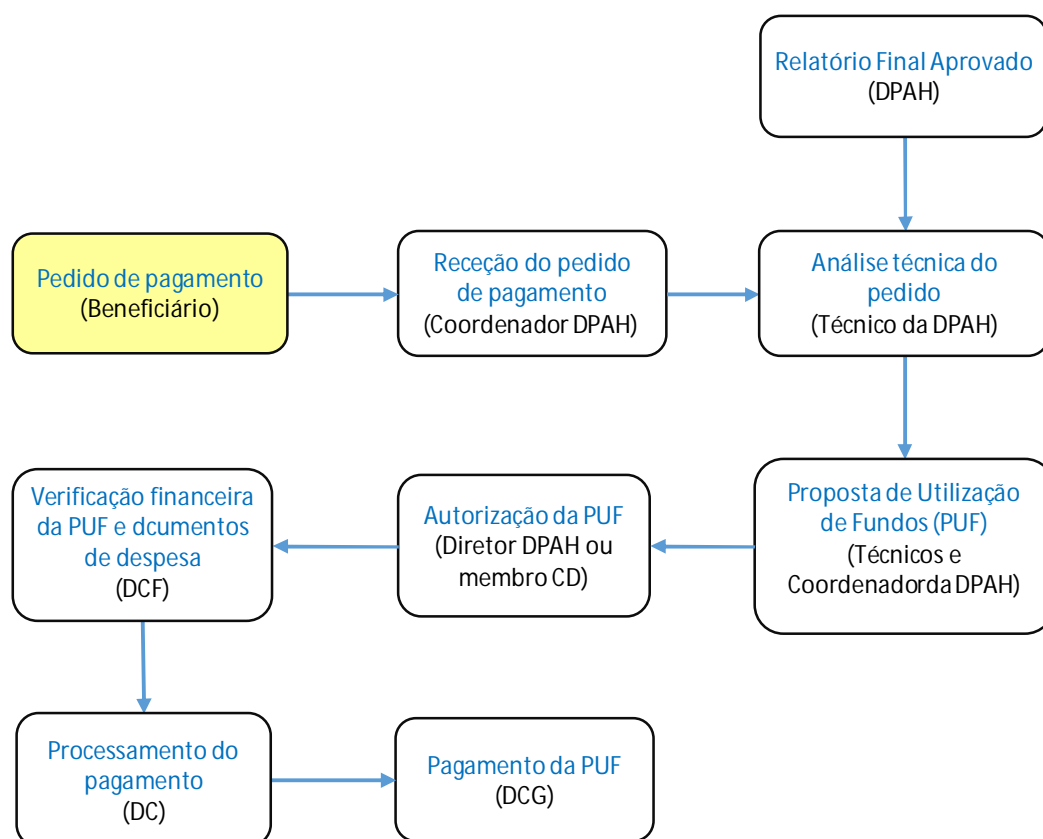 Relatório Final Aprovado
(DPAH)
Pedido de pagamento
(Beneficiário)
Receção do pedido
de pagamento
(Coordenador DPAH)
Análise técnica do
pedido
(Técnico da DPAH)
Verificação financeira
da PUF e dcumentos
de despesa
(DCF)
Autorização da PUF
(Diretor DPAH ou
membro CD)
Proposta de Utilização
de Fundos (PUF)
(Técnicos e
Coordenadorda DPAH)
Processamento do
pagamento
(DC)
Pagamento da PUF
(DCG)